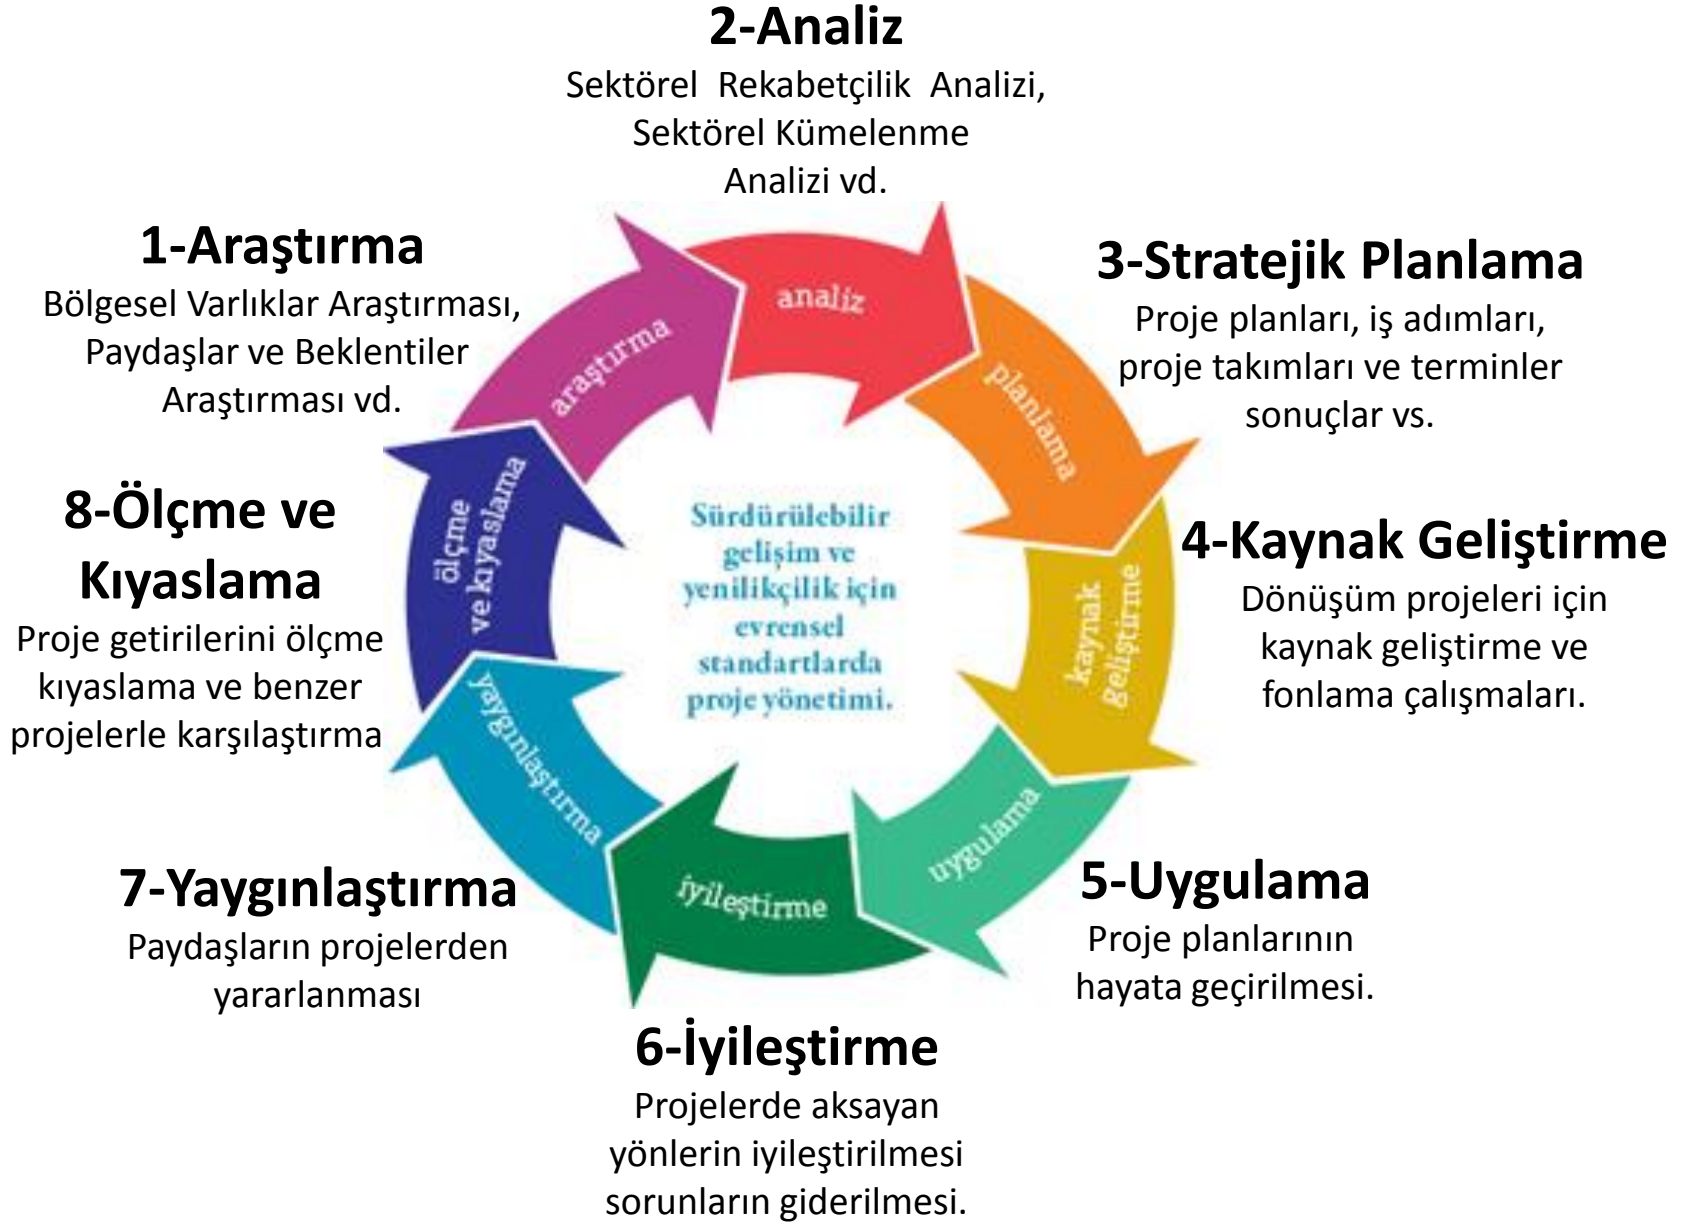 2-Analiz
Sektörel Rekabetçilik Analizi,
Sektörel Kümelenme
Analizi vd.
1-Araştırma
Bölgesel Varlıklar Araştırması,
Paydaşlar ve Beklentiler
Araştırması vd.
3-Stratejik Planlama
Proje planları, iş adımları,
proje takımları ve terminler
sonuçlar vs.
8-Ölçme ve
Kıyaslama
Proje getirilerini ölçme
kıyaslama ve benzer
projelerle karşılaştırma
4-Kaynak Geliştirme
Dönüşüm projeleri için
kaynak geliştirme ve
fonlama çalışmaları.
7-Yaygınlaştırma
Paydaşların projelerden
yararlanması
5-Uygulama
Proje planlarının
hayata geçirilmesi.
6-İyileştirme
Projelerde aksayan
yönlerin iyileştirilmesi
sorunların giderilmesi.
araştırma
analiz
planlama
kaynak
geliştirme
uygulama
iyileştirme
yaygınlaştırma
ölçme
ve kıyaslama
Sürdürülebilir
gelişim ve
yenilikçilik için
evrensel
standartlarda
proje yönetimi.